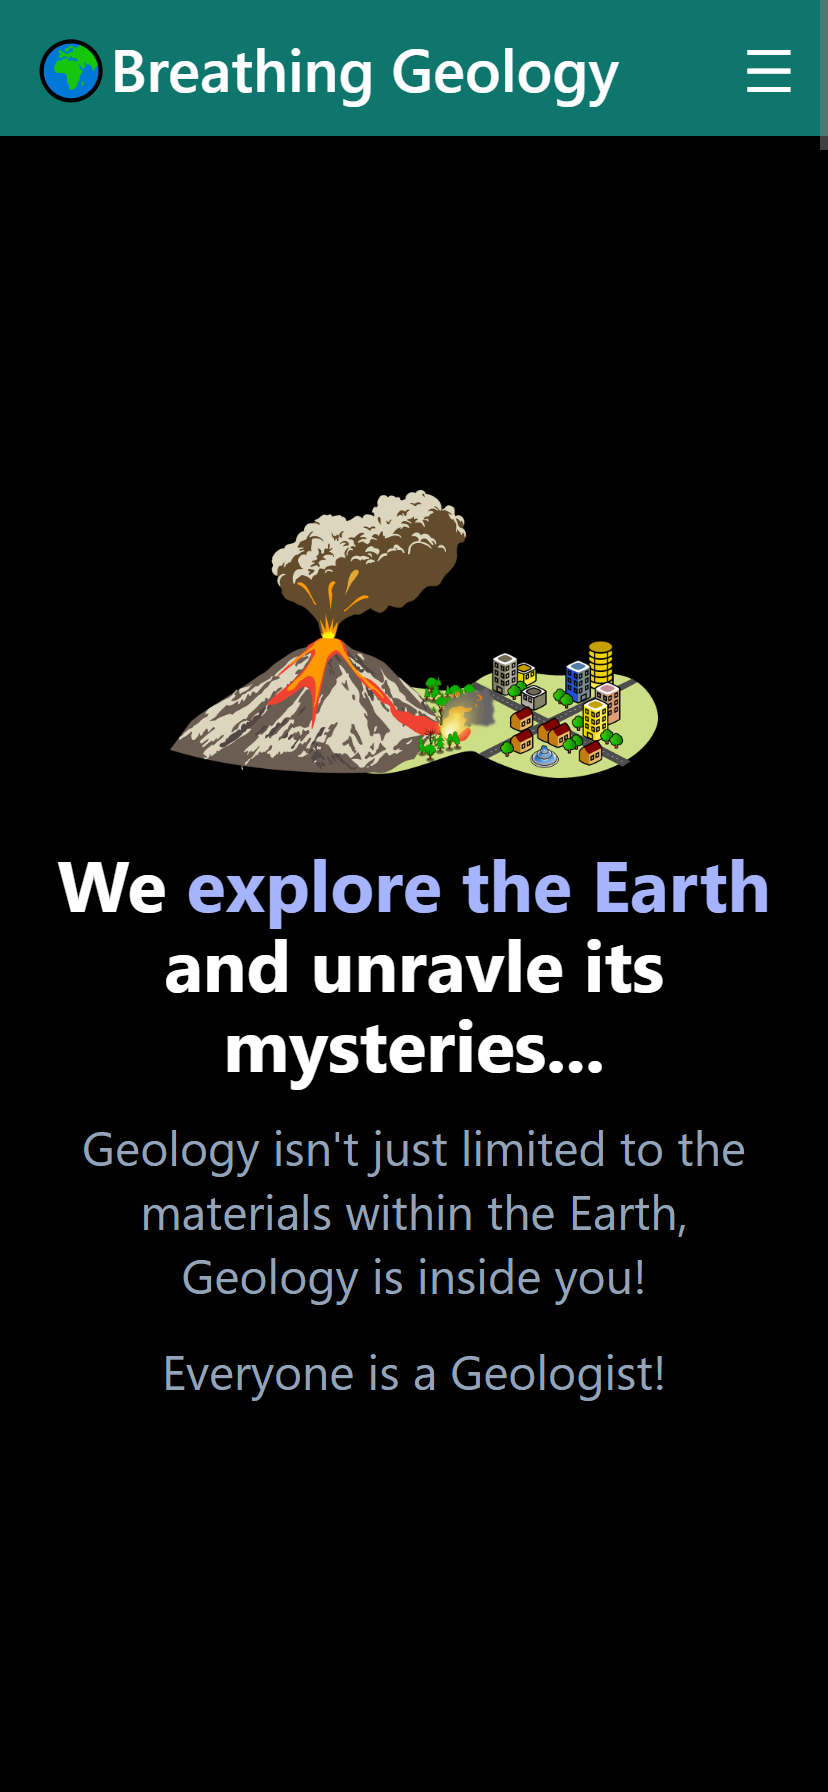 Breathing Geology
We explore the Earth
and unravle its
mysteries...
Geology isn't just limited to the
materials within the Earth,
Geology is inside you!
Everyone is a Geologist!